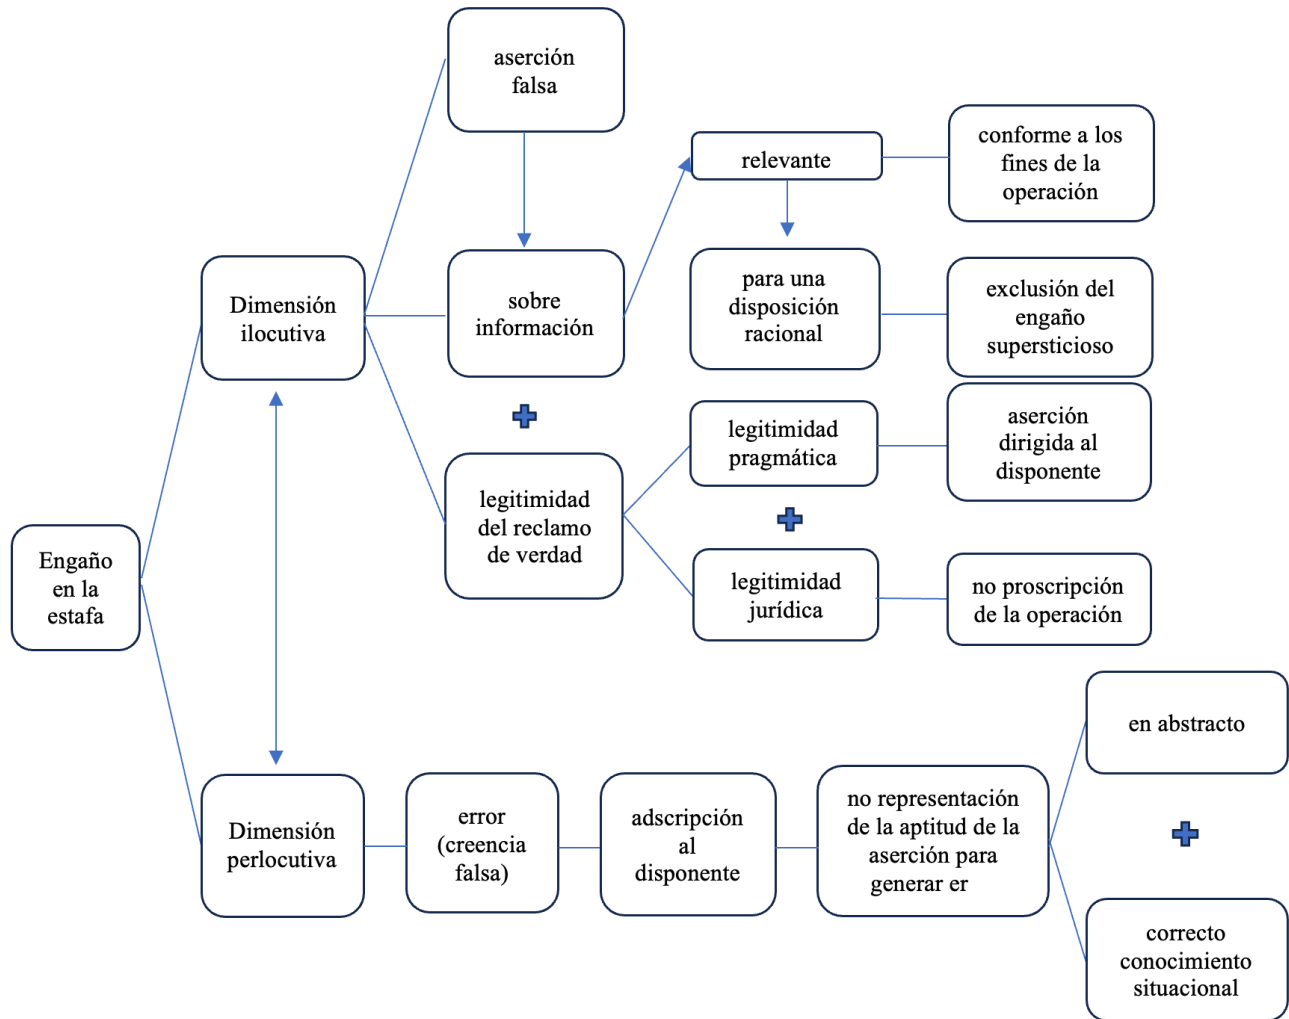 aserción
falsa
relevante
conforme a los
fines de la
operación
Dimensión
ilocutiva
sobre
información
para una
disposición
racional
exclusión del
engaño
supersticioso
legitimidad
pragmática
aserción
dirigida al
disponente
legitimidad
del reclamo
de verdad
legitimidad
jurídica
no proscripción
de la operación
Engaño
en la
estafa
Dimensión
perlocutiva
error
(creencia
falsa)
adscripción
al
disponente
no representación
de la aptitud de la
aserción para
generar er
en abstracto
correcto
conocimiento
situacional